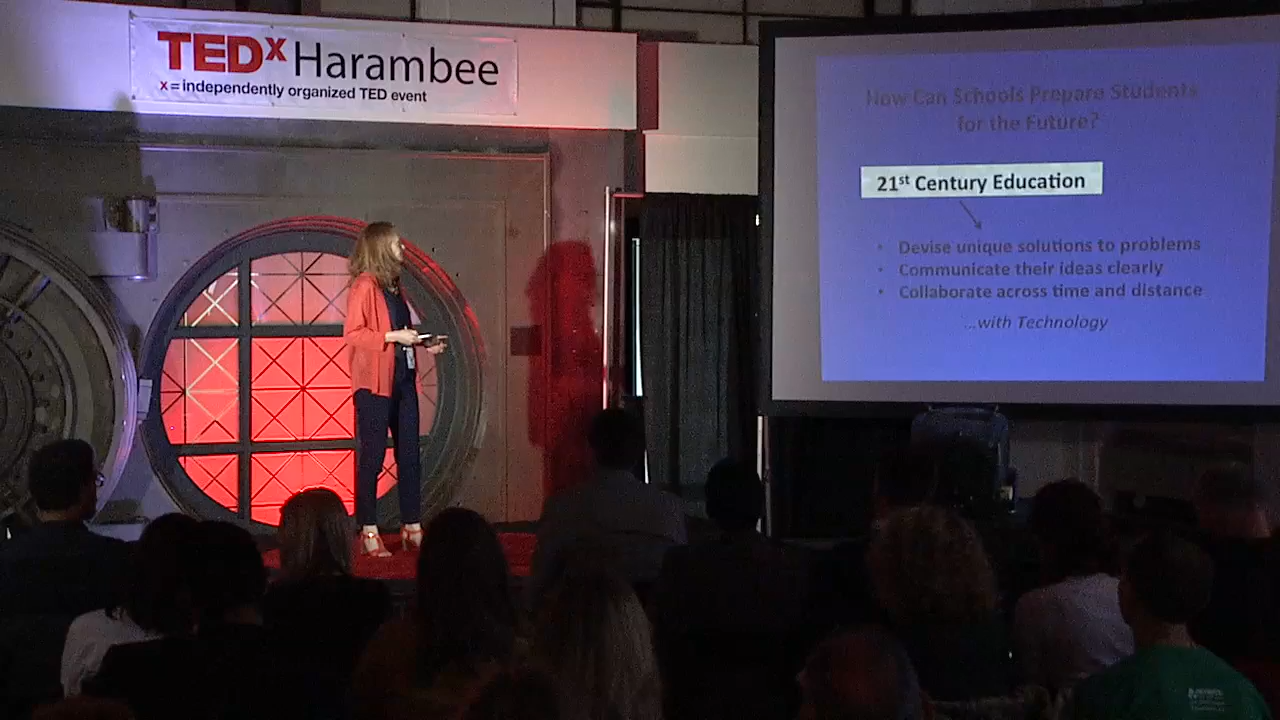 TEDx Harambee
x = independently organized TED event
How Can Schools Prepare Students
for the Future?
21st Century Education
• Devise unique solutions to problems
• Communicate their ideas clearly
• Collaborate across time and distance
...with Technology